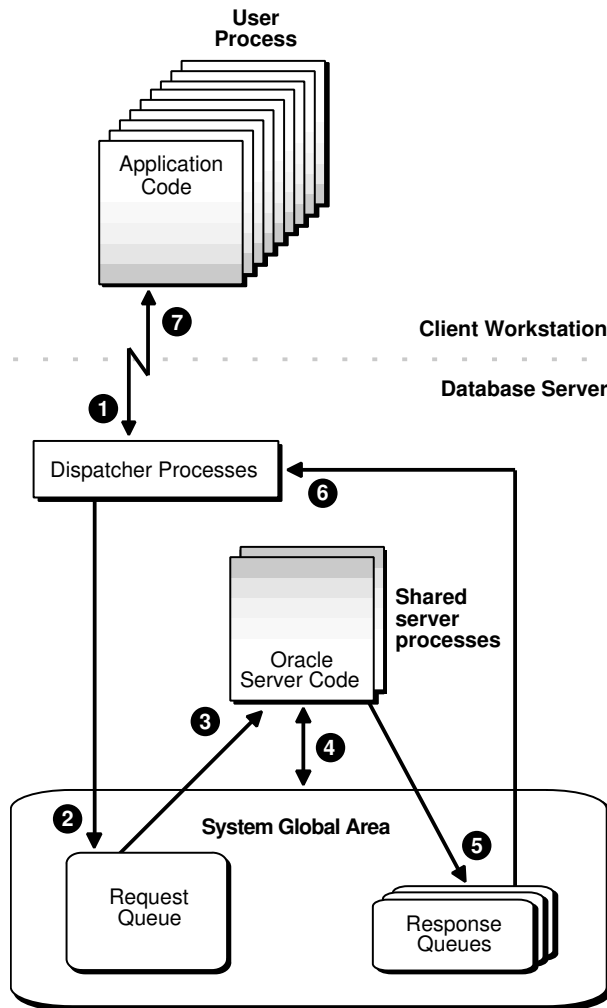 User
Process
Application
Code
7
Client Workstation
Database Server
1
Dispatcher Processes
6
Shared
server
processes
Oracle
Server Code
3
4
2
System Global Area
5
Request
Queue
Response
Queues